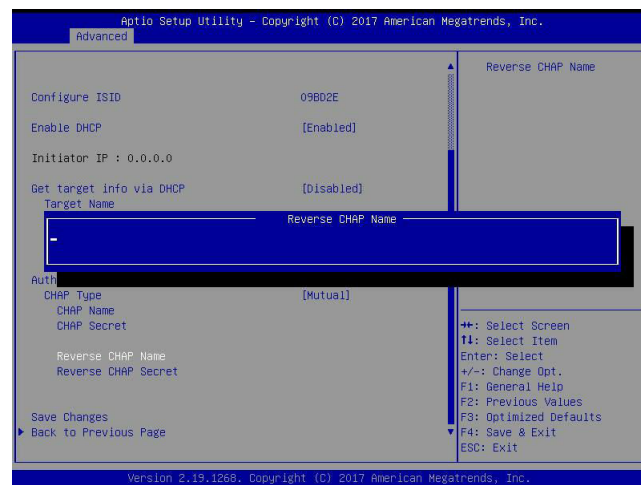 Aptio Setup Utility – Copyright (C) 2017 American Megatrends, Inc.
Advanced
Configure ISID 09BD2E
Enable DHCP [Enabled]
Initiator IP : 0.0.0.0
Get target info via DHCP [Disabled]
Target Name
Reverse CHAP Name
Auth
CHAP Type [Mutual]
CHAP Name
CHAP Secret
Reverse CHAP Name
Reverse CHAP Secret
Save Changes
Back to Previous Page
Reverse CHAP Name
→←: Select Screen
↑↓: Select Item
Enter: Select
+/-: Change Opt.
F1: General Help
F2: Previous Values
F3: Optimized Defaults
F4: Save & Exit
ESC: Exit
Version 2.19.1268. Copyright (C) 2017 American Megatrends, Inc.